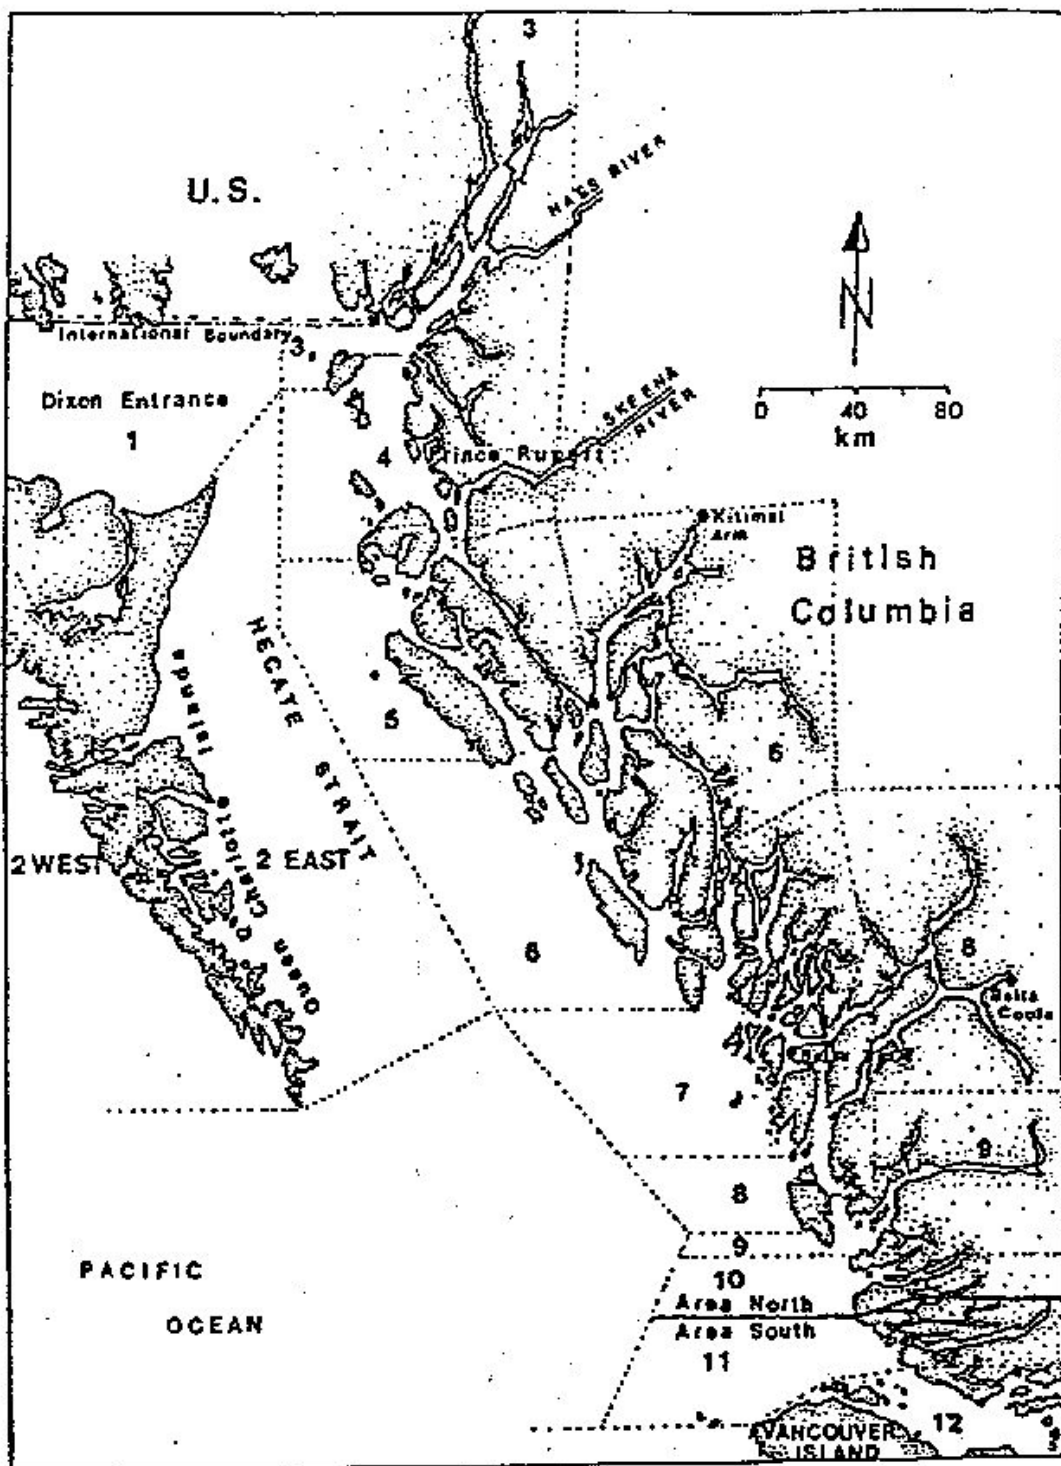 3
NASS RIVER
U.S.
N
International Boundary
3
Dixon Entrance
1
0 40 80
km
SKEENA
RIVER
4
Prince Rupert
Kitimat
Arm
British
Columbia
HECATE STRAIT
5
6
Queen Charlotte Islands
2 WEST
2 EAST
6
8
Bella
Coola
7
9
8
9
PACIFIC
OCEAN
10
Area North
Area South
11
12
VANCOUVER
ISLAND